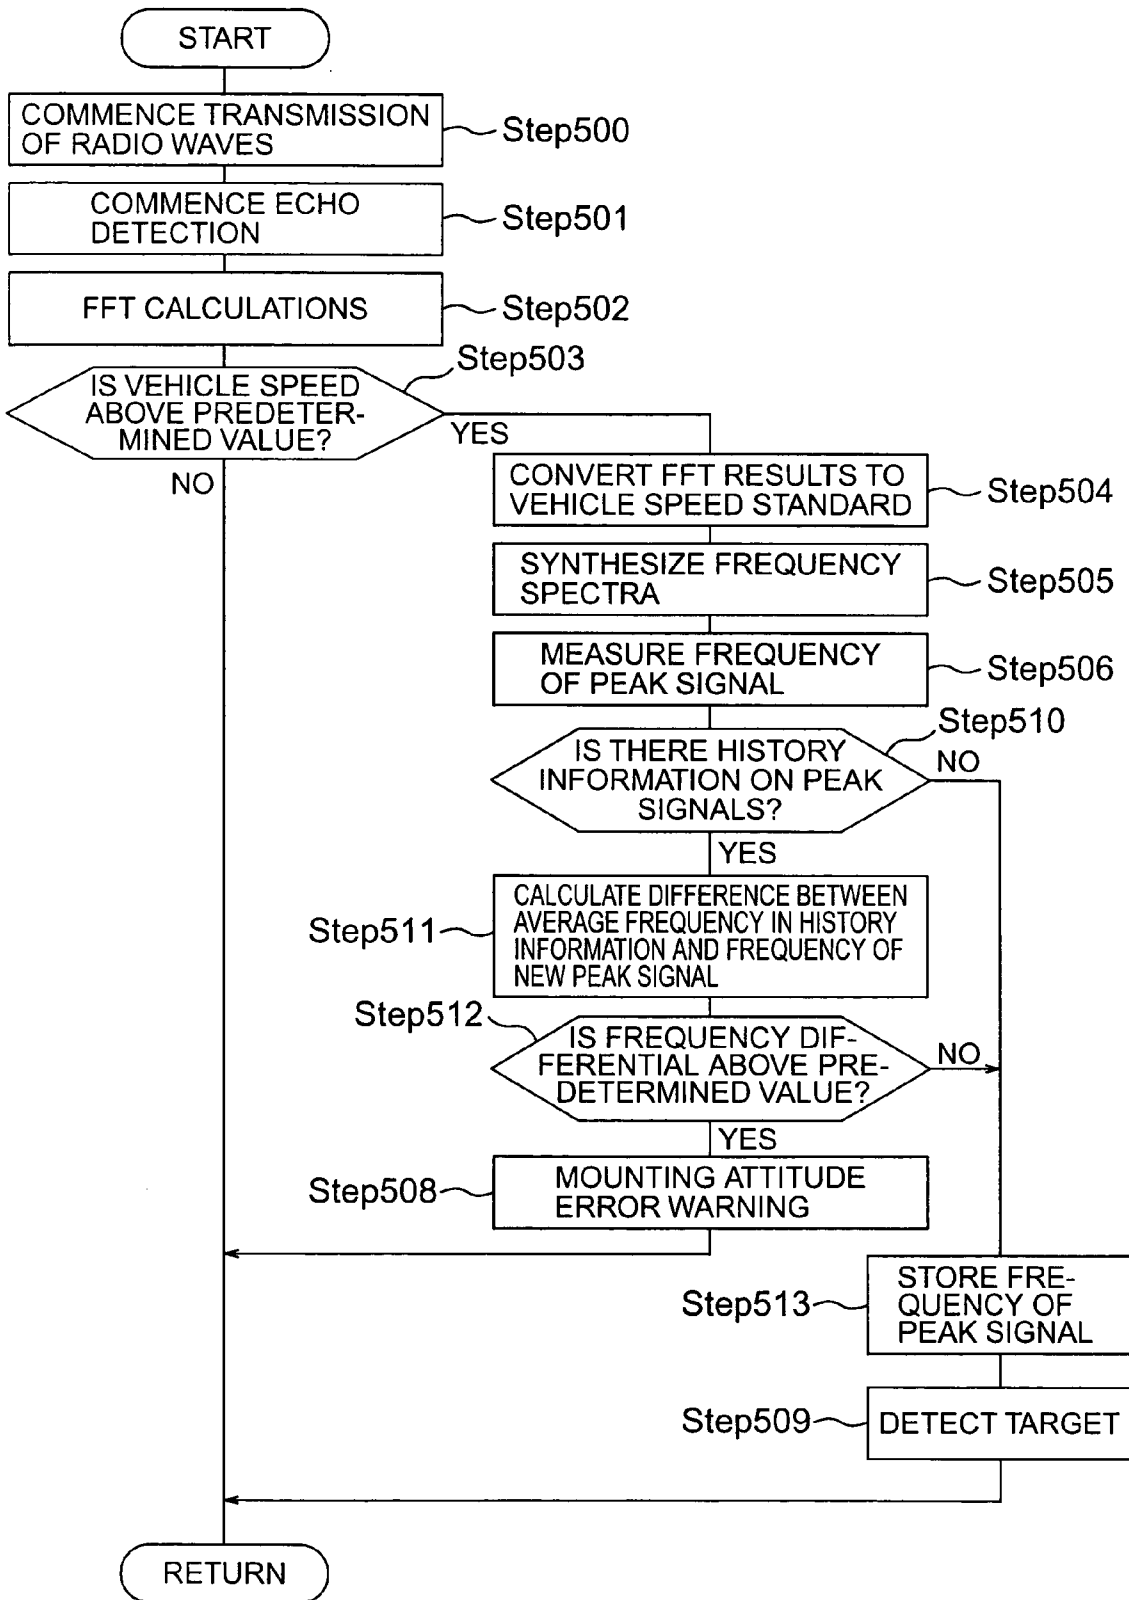 START
COMMENCE TRANSMISSION
OF RADIO WAVES
Step500
COMMENCE ECHO
DETECTION
Step501
FFT CALCULATIONS
Step502
Step503
IS VEHICLE SPEED
ABOVE PREDETER-
MINED VALUE?
YES
NO
CONVERT FFT RESULTS TO
VEHICLE SPEED STANDARD
Step504
SYNTHESIZE FREQUENCY
SPECTRA
Step505
MEASURE FREQUENCY
OF PEAK SIGNAL
Step506
Step510
IS THERE HISTORY
INFORMATION ON PEAK
SIGNALS?
NO
YES
Step511
CALCULATE DIFFERENCE BETWEEN
AVERAGE FREQUENCY IN HISTORY
INFORMATION AND FREQUENCY OF
NEW PEAK SIGNAL
Step512
IS FREQUENCY DIF-
FERENTIAL ABOVE PRE-
DETERMINED VALUE?
NO
YES
Step508
MOUNTING ATTITUDE
ERROR WARNING
Step513
STORE FRE-
QUENCY OF
PEAK SIGNAL
Step509
DETECT TARGET
RETURN